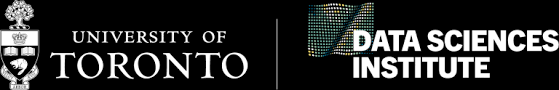 UNIVERSITY OF
TORONTO
DATA SCIENCES
INSTITUTE